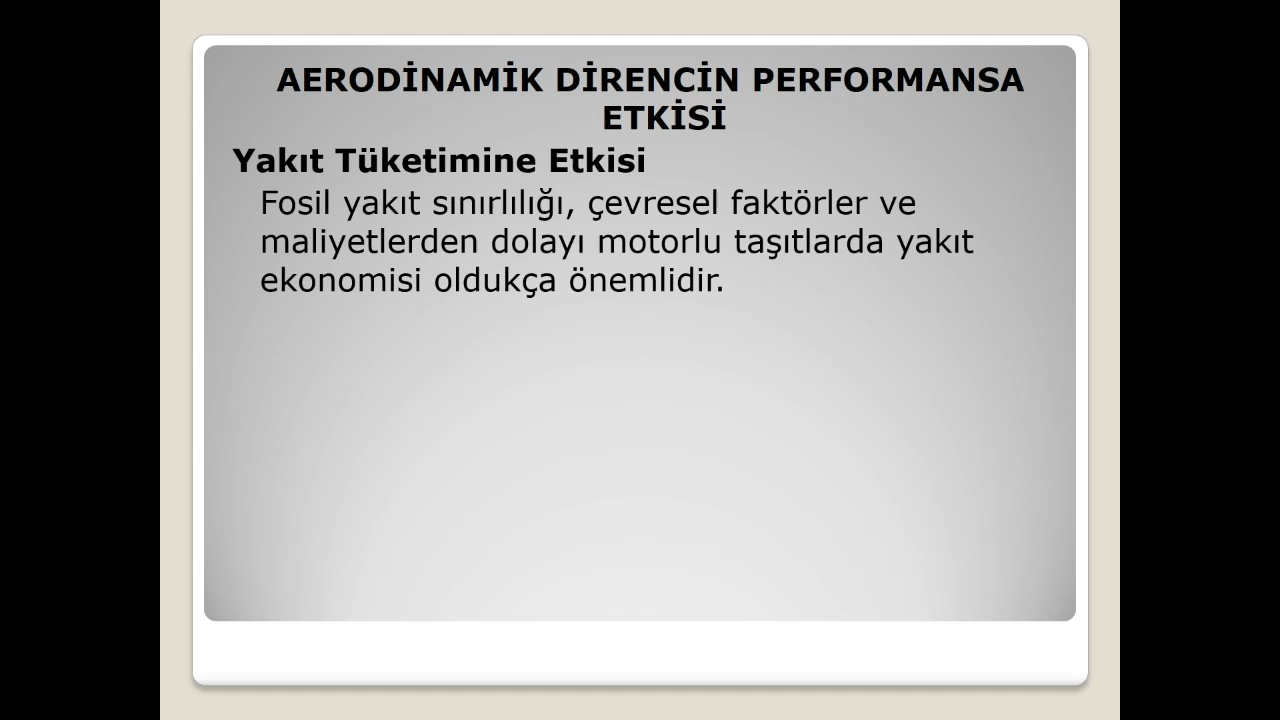 AERODİNAMİK DİRENCİN PERFORMANSA
ETKİSİ
Yakıt Tüketimine Etkisi
Fosil yakıt sınırlılığı, çevresel faktörler ve
maliyetlerden dolayı motorlu taşıtlarda yakıt
ekonomisi oldukça önemlidir.